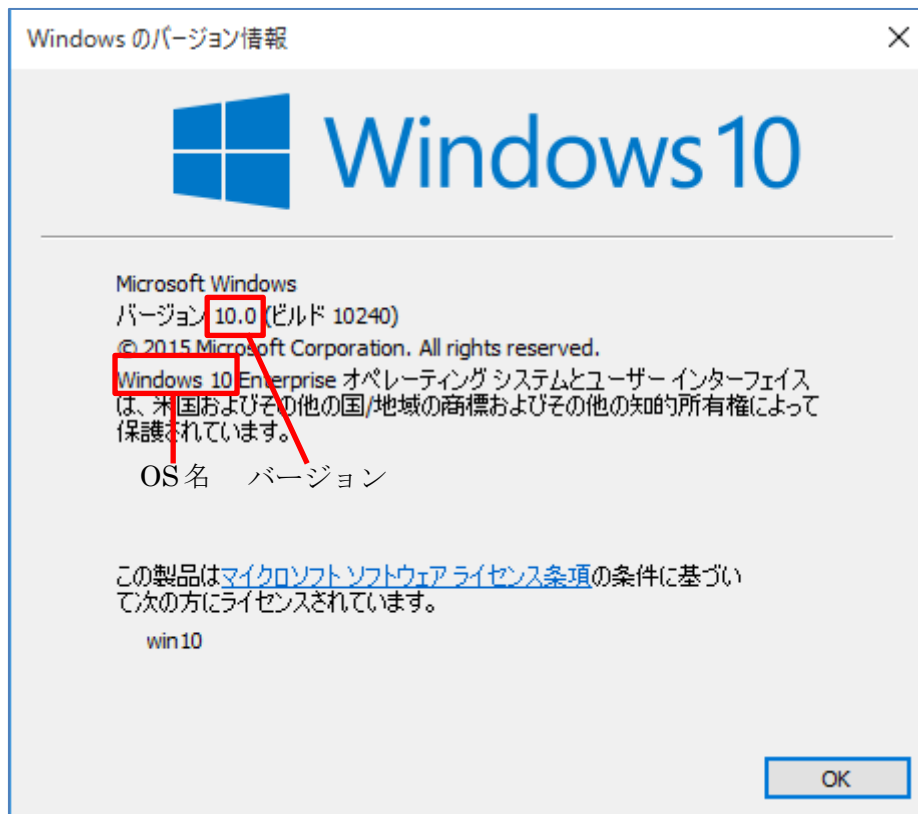 Windows のバージョン情報
Windows 10
Microsoft Windows
バージョン 10.0 (ビルド 10240)
© 2015 Microsoft Corporation. All rights reserved.
Windows 10 Enterprise オペレーティング システムとユーザー インターフェイス
は、米国およびその他の国/地域の商標およびその他の知的所有権によって
保護されています。
OS名 バージョン
この製品はマイクロソフト ソフトウェア ライセンス条項の条件に基づい
て次の方にライセンスされています。
win10
OK